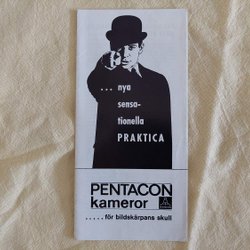 ... nya
sensa-
tionella
PRAKTICA
PENTACON
kameror
.....för bildskärpans skull